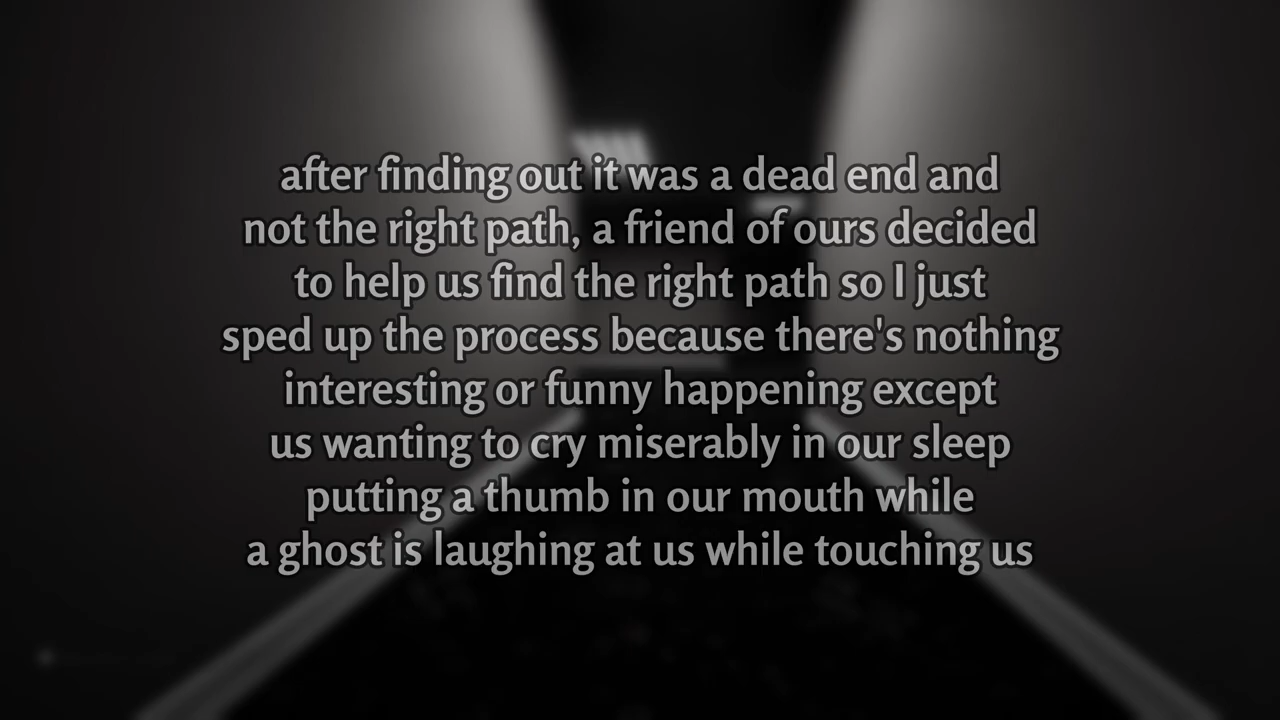 after finding out it was a dead end and
not the right path, a friend of ours decided
to help us find the right path so I just
sped up the process because there's nothing
interesting or funny happening except
us wanting to cry miserably in our sleep
putting a thumb in our mouth while
a ghost is laughing at us while touching us